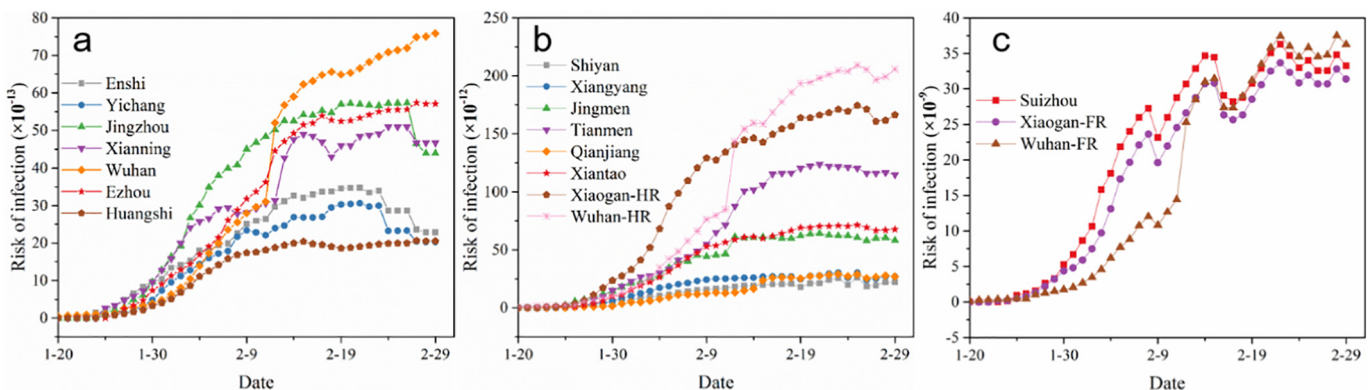 a
80
70
60
50
40
30
20
10
0
Risk of infection (×10⁻¹³)
Enshi
Yichang
Jingzhou
Xianning
Wuhan
Ezhou
Huangshi
1-20
1-30
2-9
2-19
2-29
Date
b
250
200
150
100
50
0
Risk of infection (×10⁻¹²)
Shiyan
Xiangyang
Jingmen
Tianmen
Qianjiang
Xiantao
Xiaogan-HR
Wuhan-HR
1-20
1-30
2-9
2-19
2-29
Date
c
40
35
30
25
20
15
10
5
0
-5
Risk of infection (×10⁻⁹)
Suizhou
Xiaogan-FR
Wuhan-FR
1-20
1-30
2-9
2-19
2-29
Date